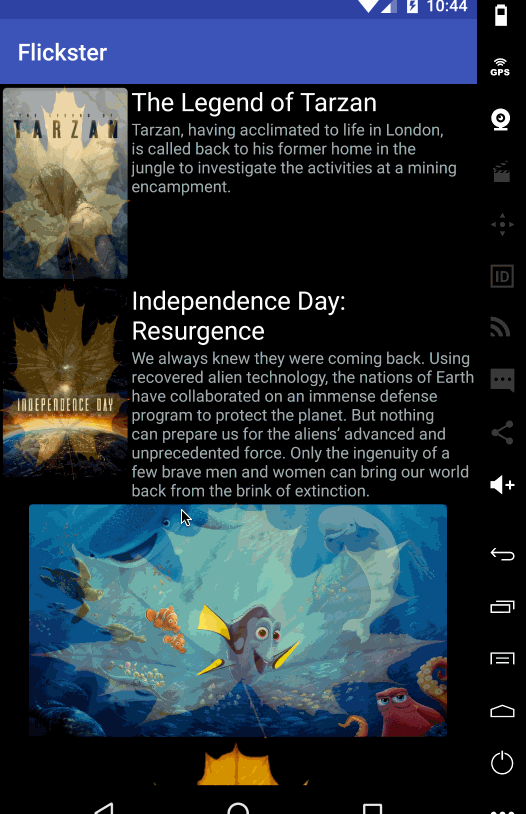 10:44
Flickster
GPS
THE LEGEND OF
TARZAN
The Legend of Tarzan
Tarzan, having acclimated to life in London,
is called back to his former home in the
jungle to investigate the activities at a mining
encampment.
ID
INDEPENDENCE DAY
Independence Day:
Resurgence
We always knew they were coming back. Using
recovered alien technology, the nations of Earth
have collaborated on an immense defense
program to protect the planet. But nothing
can prepare us for the aliens’ advanced and
unprecedented force. Only the ingenuity of a
few brave men and women can bring our world
back from the brink of extinction.